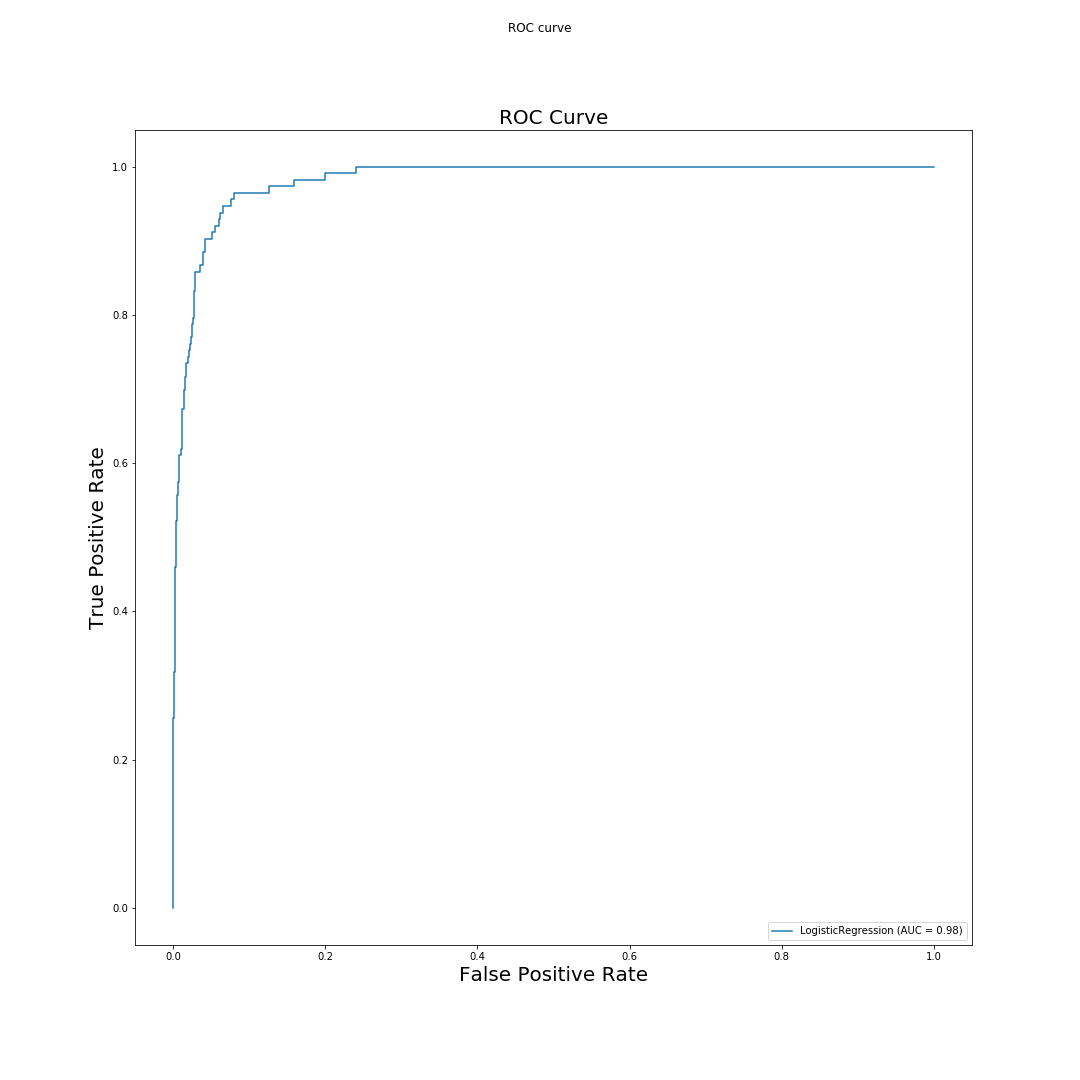 ROC curve
ROC Curve
True Positive Rate
1.0
0.8
0.6
0.4
0.2
0.0
LogisticRegression (AUC = 0.98)
0.0 0.2 0.4 0.6 0.8 1.0
False Positive Rate